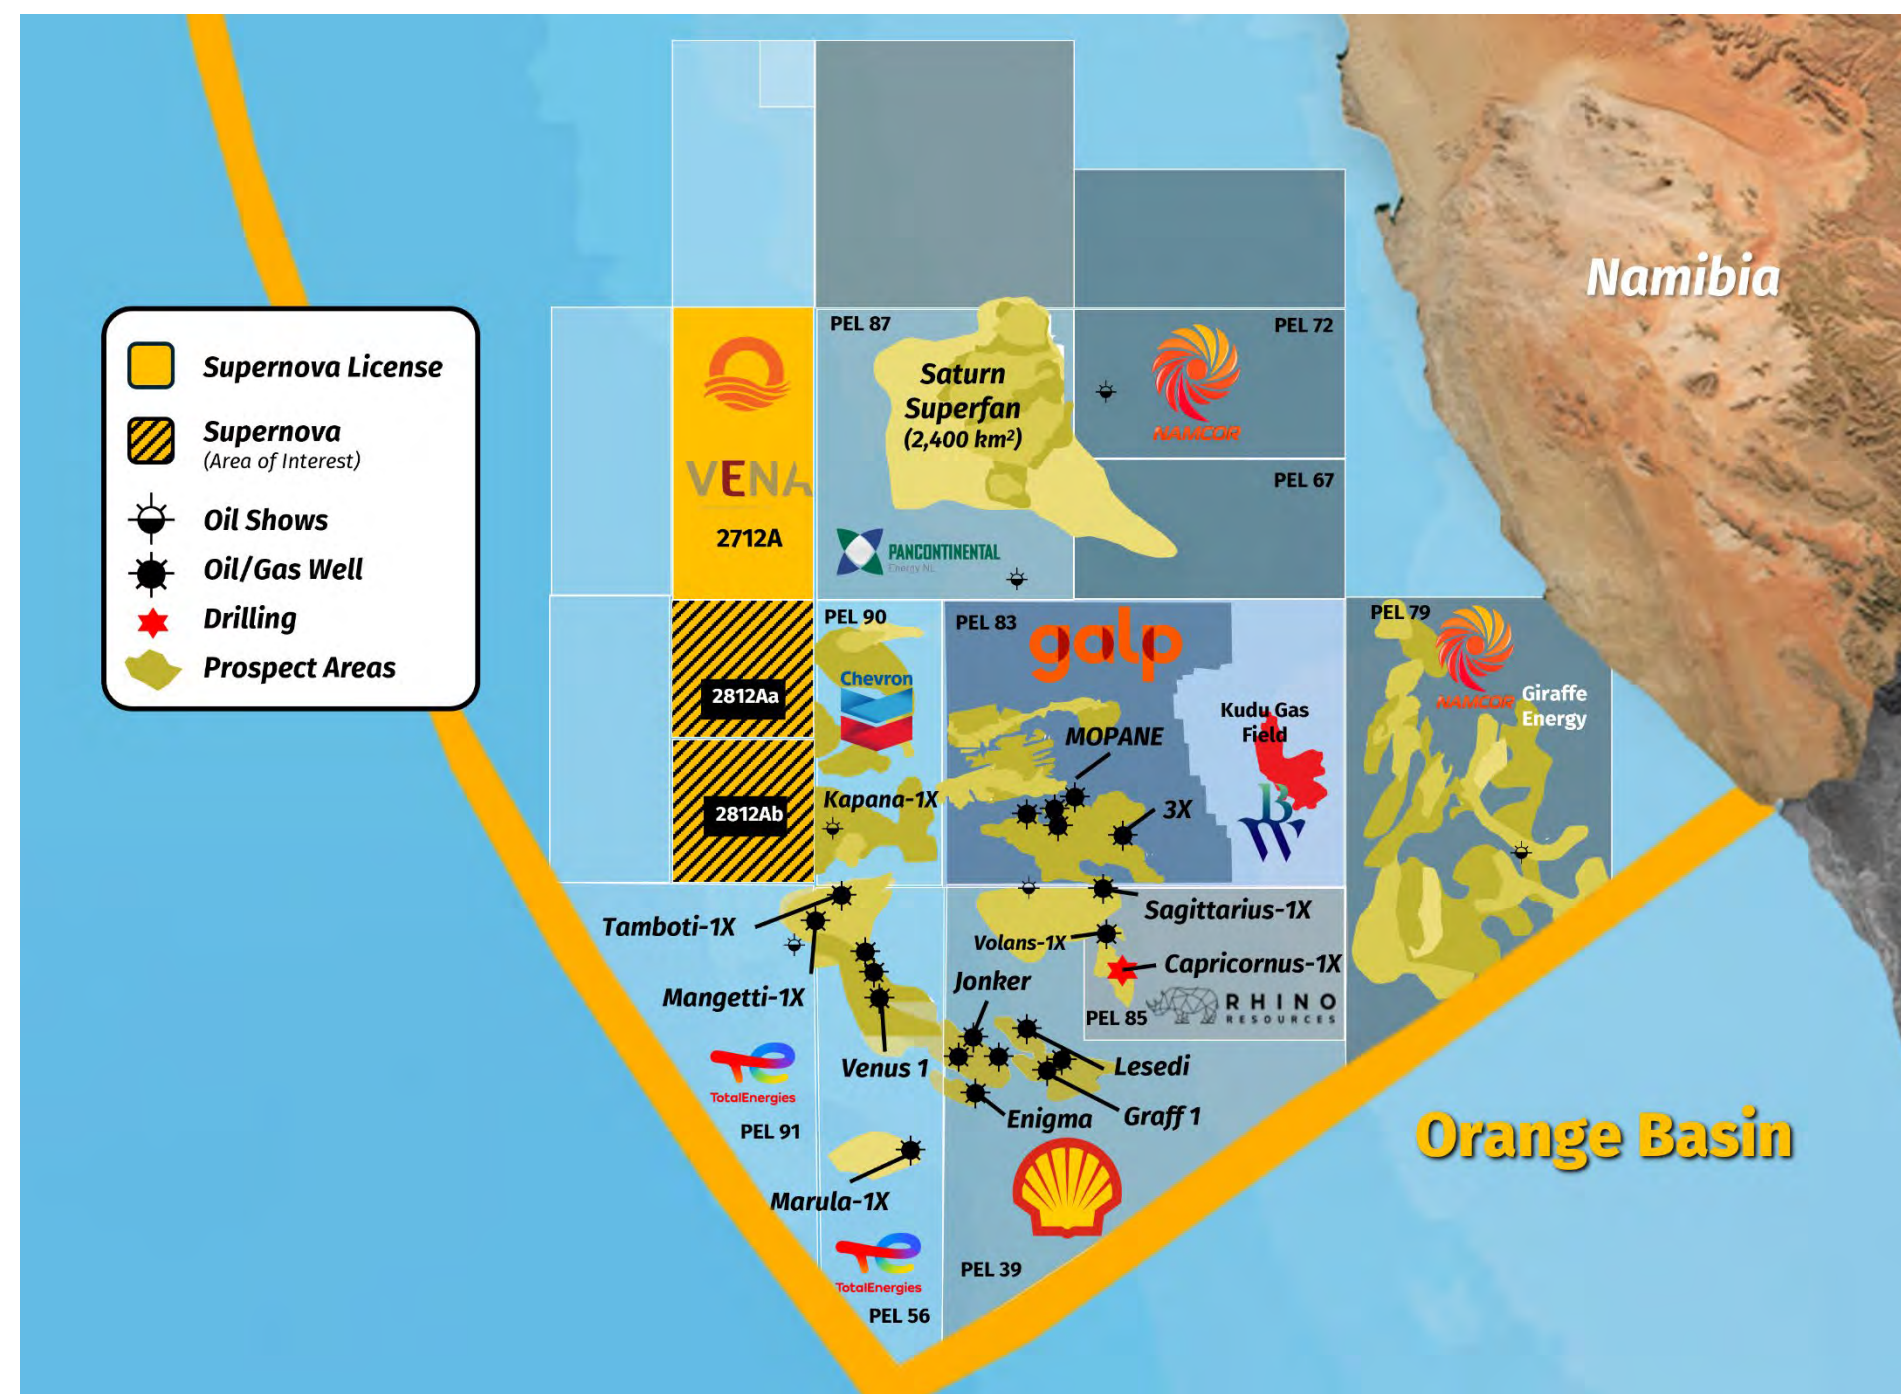 Namibia
Supernova License
Supernova
(Area of Interest)
Oil Shows
Oil/Gas Well
Drilling
Prospect Areas
PEL 87
Saturn
Superfan
(2,400 km²)
PANCONTINENTAL
Energy NL
PEL 72
NAMCOR
PEL 67
VENA
2712A
2812Aa
2812Ab
PEL 90
Chevron
Kapana-1X
PEL 83
galp
MOPANE
3X
Kudu Gas
Field
BW
PEL 79
NAMCOR
Giraffe
Energy
Tamboti-1X
Mangetti-1X
Venus 1
TotalEnergies
PEL 91
Marula-1X
TotalEnergies
PEL 56
Sagittarius-1X
Volans-1X
Capricornus-1X
RHINO
RESOURCES
PEL 85
Jonker
Lesedi
Graff 1
Enigma
PEL 39
Orange Basin